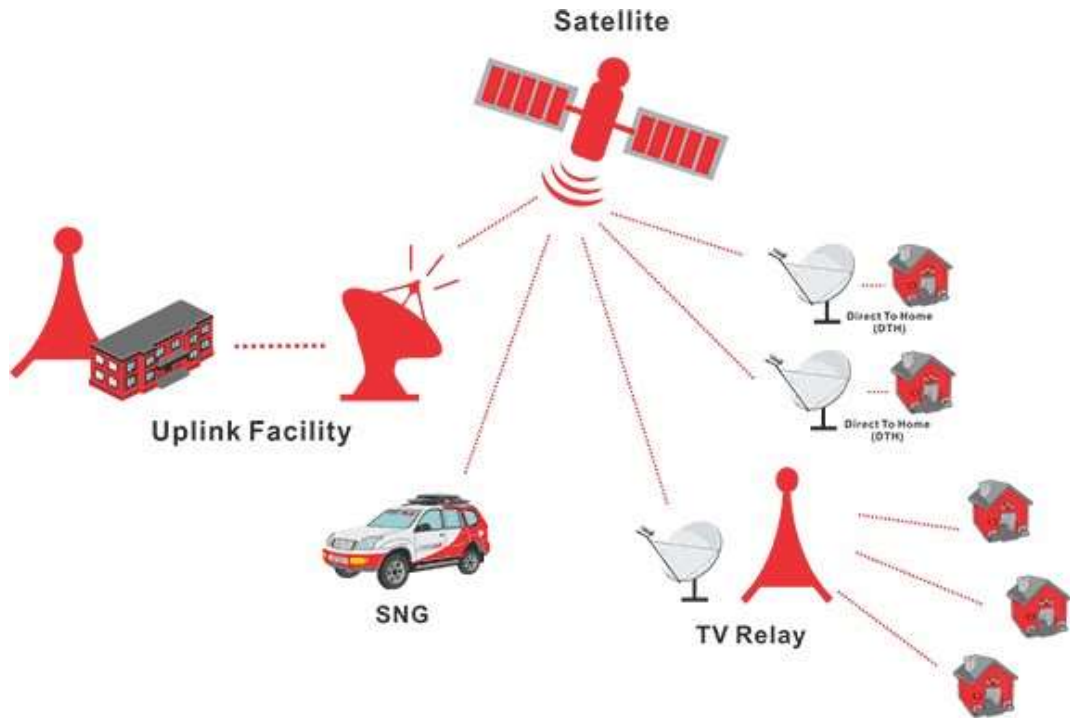 Satellite
Direct To Home
(DTH)
Direct To Home
(DTH)
Uplink Facility
SNG
TV Relay